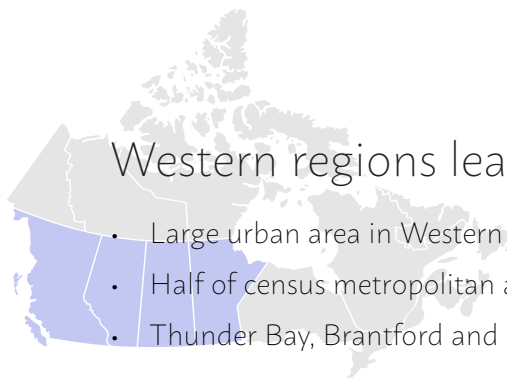 Western regions lea
• Large urban area in Western
• Half of census metropolitan a
• Thunder Bay, Brantford and